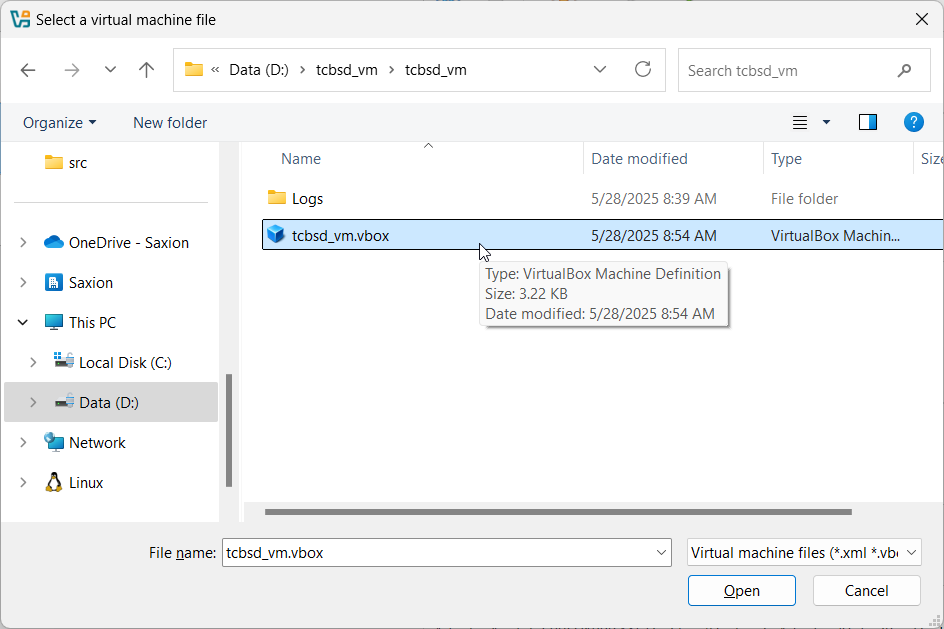 Select a virtual machine file
« Data (D:) > tcbsd_vm > tcbsd_vm
Search tcbsd_vm
Organize New folder
?
Name Date modified Type Size
src
Logs 5/28/2025 8:39 AM File folder
tcbsd_vm.vbox 5/28/2025 8:54 AM VirtualBox Machin...
Type: VirtualBox Machine Definition
Size: 3.22 KB
Date modified: 5/28/2025 8:54 AM
OneDrive - Saxion
Saxion
This PC
Local Disk (C:)
Data (D:)
Network
Linux
File name: tcbsd_vm.vbox
Virtual machine files (*.xml *.vbo
Open Cancel